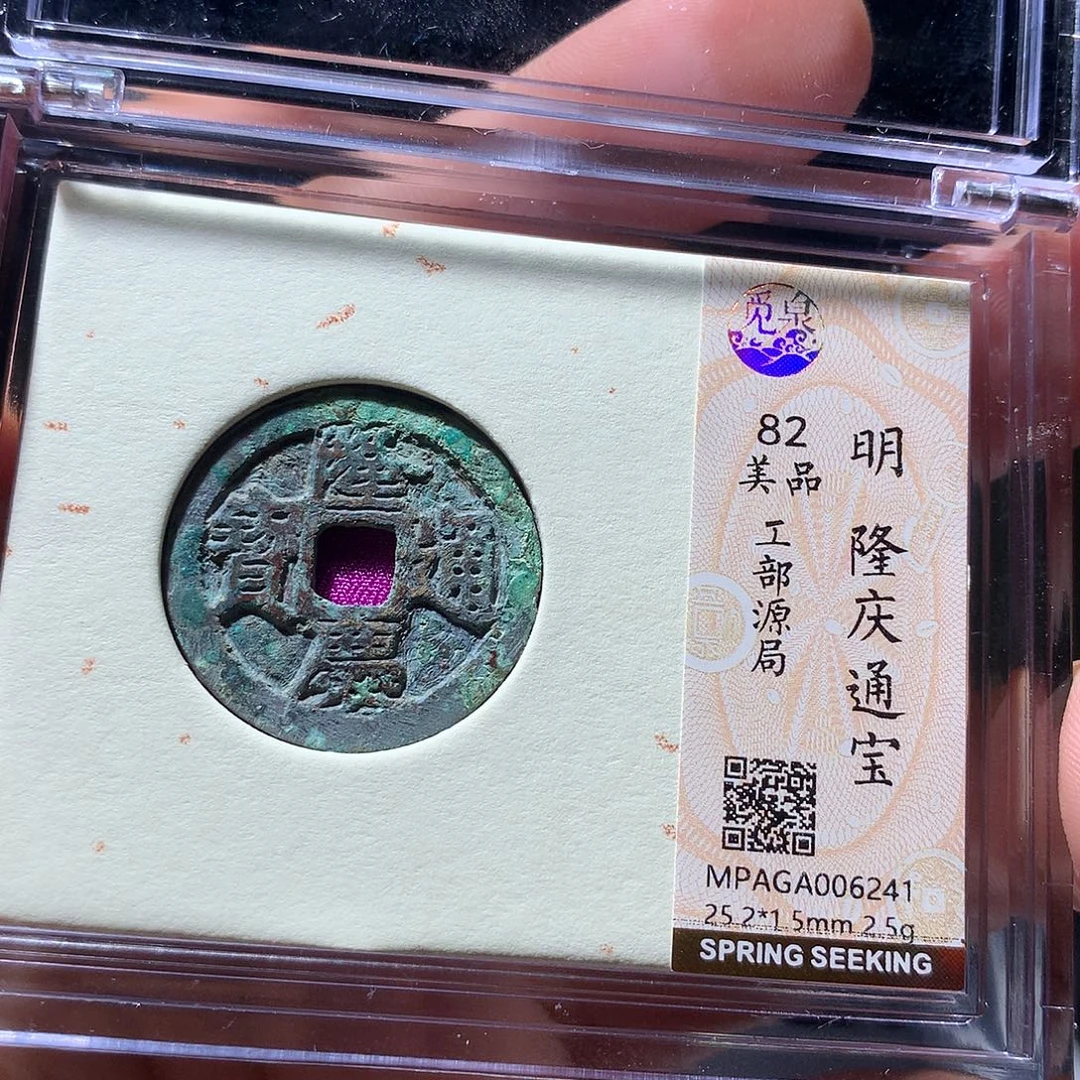 隆慶通寳
觅泉
明 隆庆通宝
82
美品
工部源局
MPAGA006241
25.2*1.5mm 2.5g
SPRING SEEKING